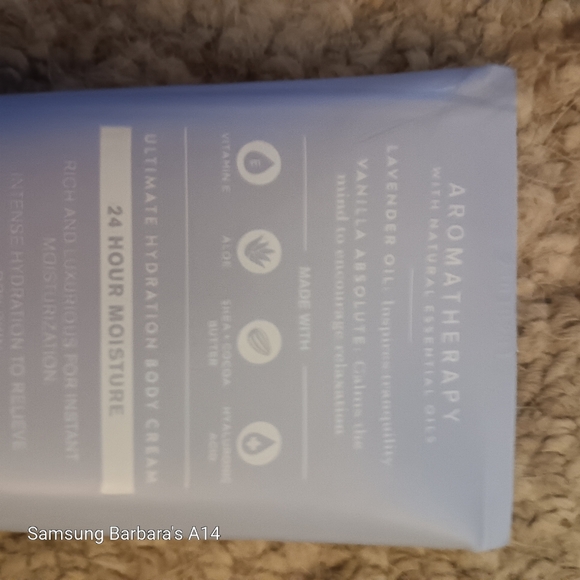 AROMATHERAPY
WITH NATURAL ESSENTIAL OILS
LAVENDER OIL: Inspires tranquility
VANILLA ABSOLUTE: Calms the
mind to encourage relaxation
MADE WITH
VITAMIN E
ALOE
SHEA + COCOA
BUTTER
HYALURONIC
ACID
E
ULTIMATE HYDRATION BODY CREAM
24 HOUR MOISTURE
RICH AND LUXURIOUS FOR INSTANT
MOISTURIZATION
INTENSE HYDRATION TO RELIEVE
Samsung Barbara's A14